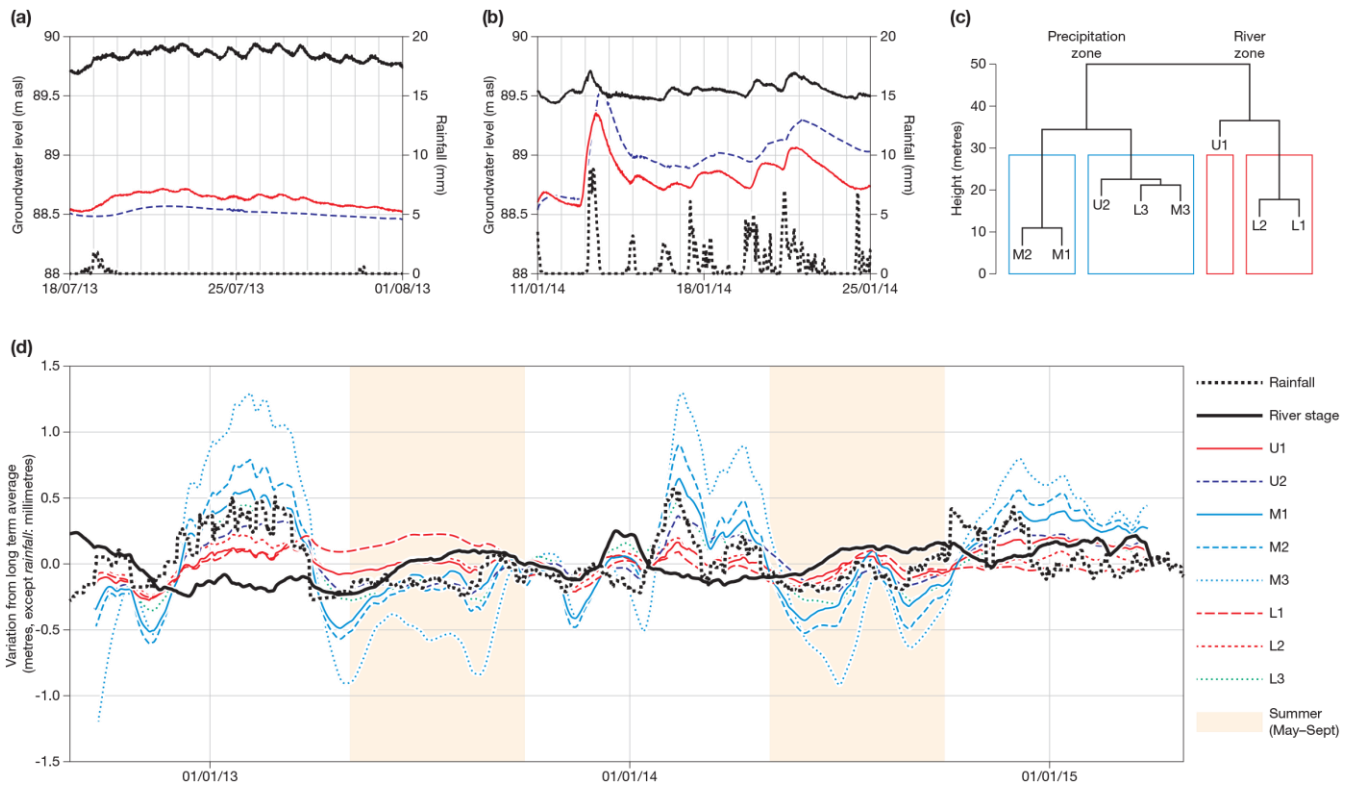 (a)
90
89.5
89
88.5
88
Groundwater level (m asl)
20
15
10
5
0
Rainfall (mm)
18/07/13
25/07/13
01/08/13
(b)
90
89.5
89
88.5
88
Groundwater level (m asl)
20
15
10
5
0
Rainfall (mm)
11/01/14
18/01/14
25/01/14
(c)
Precipitation
zone
River
zone
50
40
30
20
10
0
Height (metres)
U1
U2
L3
M3
L2
L1
M2
M1
(d)
1.5
1.0
0.5
0.0
-0.5
-1.0
-1.5
Variation from long term average
(metres, except rainfall: millimetres)
01/01/13
01/01/14
01/01/15
Rainfall
River stage
U1
U2
M1
M2
M3
L1
L2
L3
Summer
(May–Sept)